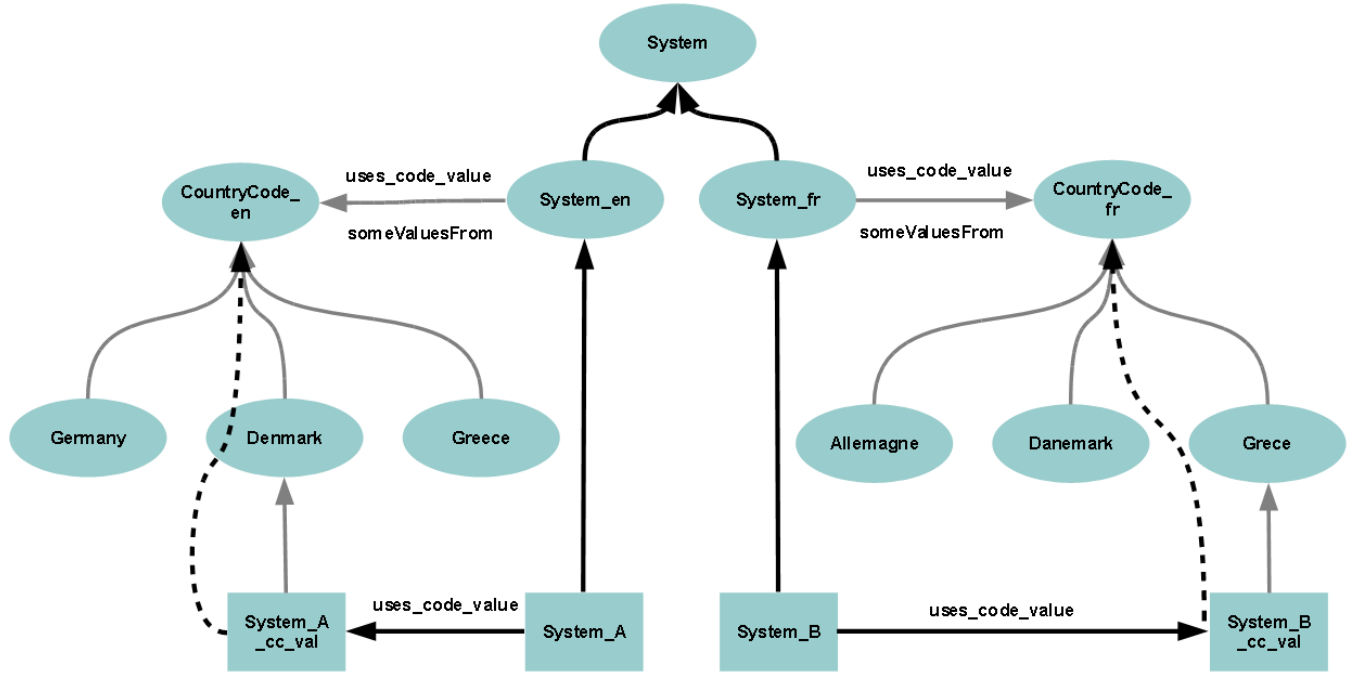 System
uses_code_value
uses_code_value
CountryCode_
en
System_en
System_fr
CountryCode_
fr
someValuesFrom
someValuesFrom
Germany
Denmark
Greece
Allemagne
Danemark
Grece
uses_code_value
uses_code_value
System_A
_cc_val
System_A
System_B
System_B
_cc_val